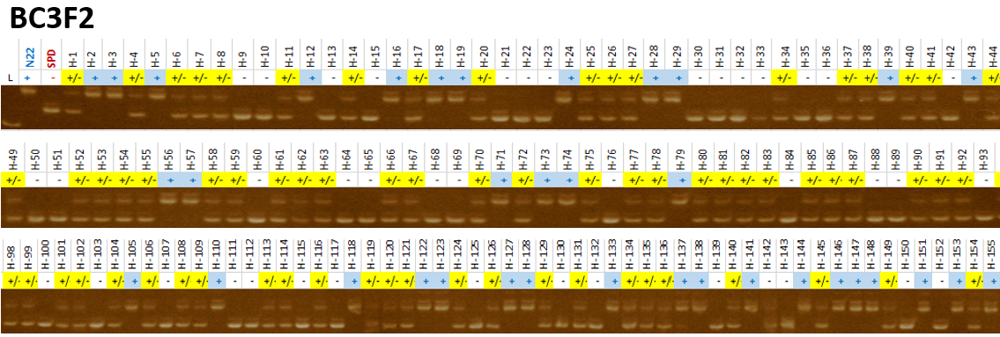 BC3F2
N22 SPD H-1 H-2 H-3 H-4 H-5 H-6 H-7 H-8 H-9 H-10 H-11 H-12 H-13 H-14 H-15 H-16 H-17 H-18 H-19 H-20 H-21 H-22 H-23 H-24 H-25 H-26 H-27 H-28 H-29 H-30 H-31 H-32 H-33 H-34 H-35 H-36 H-37 H-38 H-39 H-40 H-41 H-42 H-43 H-44
L + - +/- + + +/- + +/- +/- +/- - - +/- + - +/- - + +/- + + +/- - - - + +/- +/- +/- + + - - - - +/- - - +/- +/- + +/- +/- - + +/-
H-49 H-50 H-51 H-52 H-53 H-54 H-55 H-56 H-57 H-58 H-59 H-60 H-61 H-62 H-63 H-64 H-65 H-66 H-67 H-68 H-69 H-70 H-71 H-72 H-73 H-74 H-75 H-76 H-77 H-78 H-79 H-80 H-81 H-82 H-83 H-84 H-85 H-86 H-87 H-88 H-89 H-90 H-91 H-92 H-93
+/- - - +/- +/- +/- +/- + + +/- +/- - +/- +/- +/- - - +/- +/- - - +/- + +/- + + +/- - +/- +/- + +/- +/- +/- +/- - +/- +/- +/- - - +/- +/- +/- -
H-98 H-99 H-100 H-101 H-102 H-103 H-104 H-105 H-106 H-107 H-108 H-109 H-110 H-111 H-112 H-113 H-114 H-115 H-116 H-117 H-118 H-119 H-120 H-121 H-122 H-123 H-124 H-125 H-126 H-127 H-128 H-129 H-130 H-131 H-132 H-133 H-134 H-135 H-136 H-137 H-138 H-139 H-140 H-141 H-142 H-143 H-144 H-145 H-146 H-147 H-148 H-149 H-150 H-151 H-152 H-153 H-154 H-155
+/- +/- - +/- +/- - +/- + +/- - +/- +/- + - - +/- +/- - +/- - + +/- +/- +/- + + +/- - +/- + + +/- - +/- - + +/- +/- +/- + + - +/- + - - + +/- + + + +/- - + - + +/- +